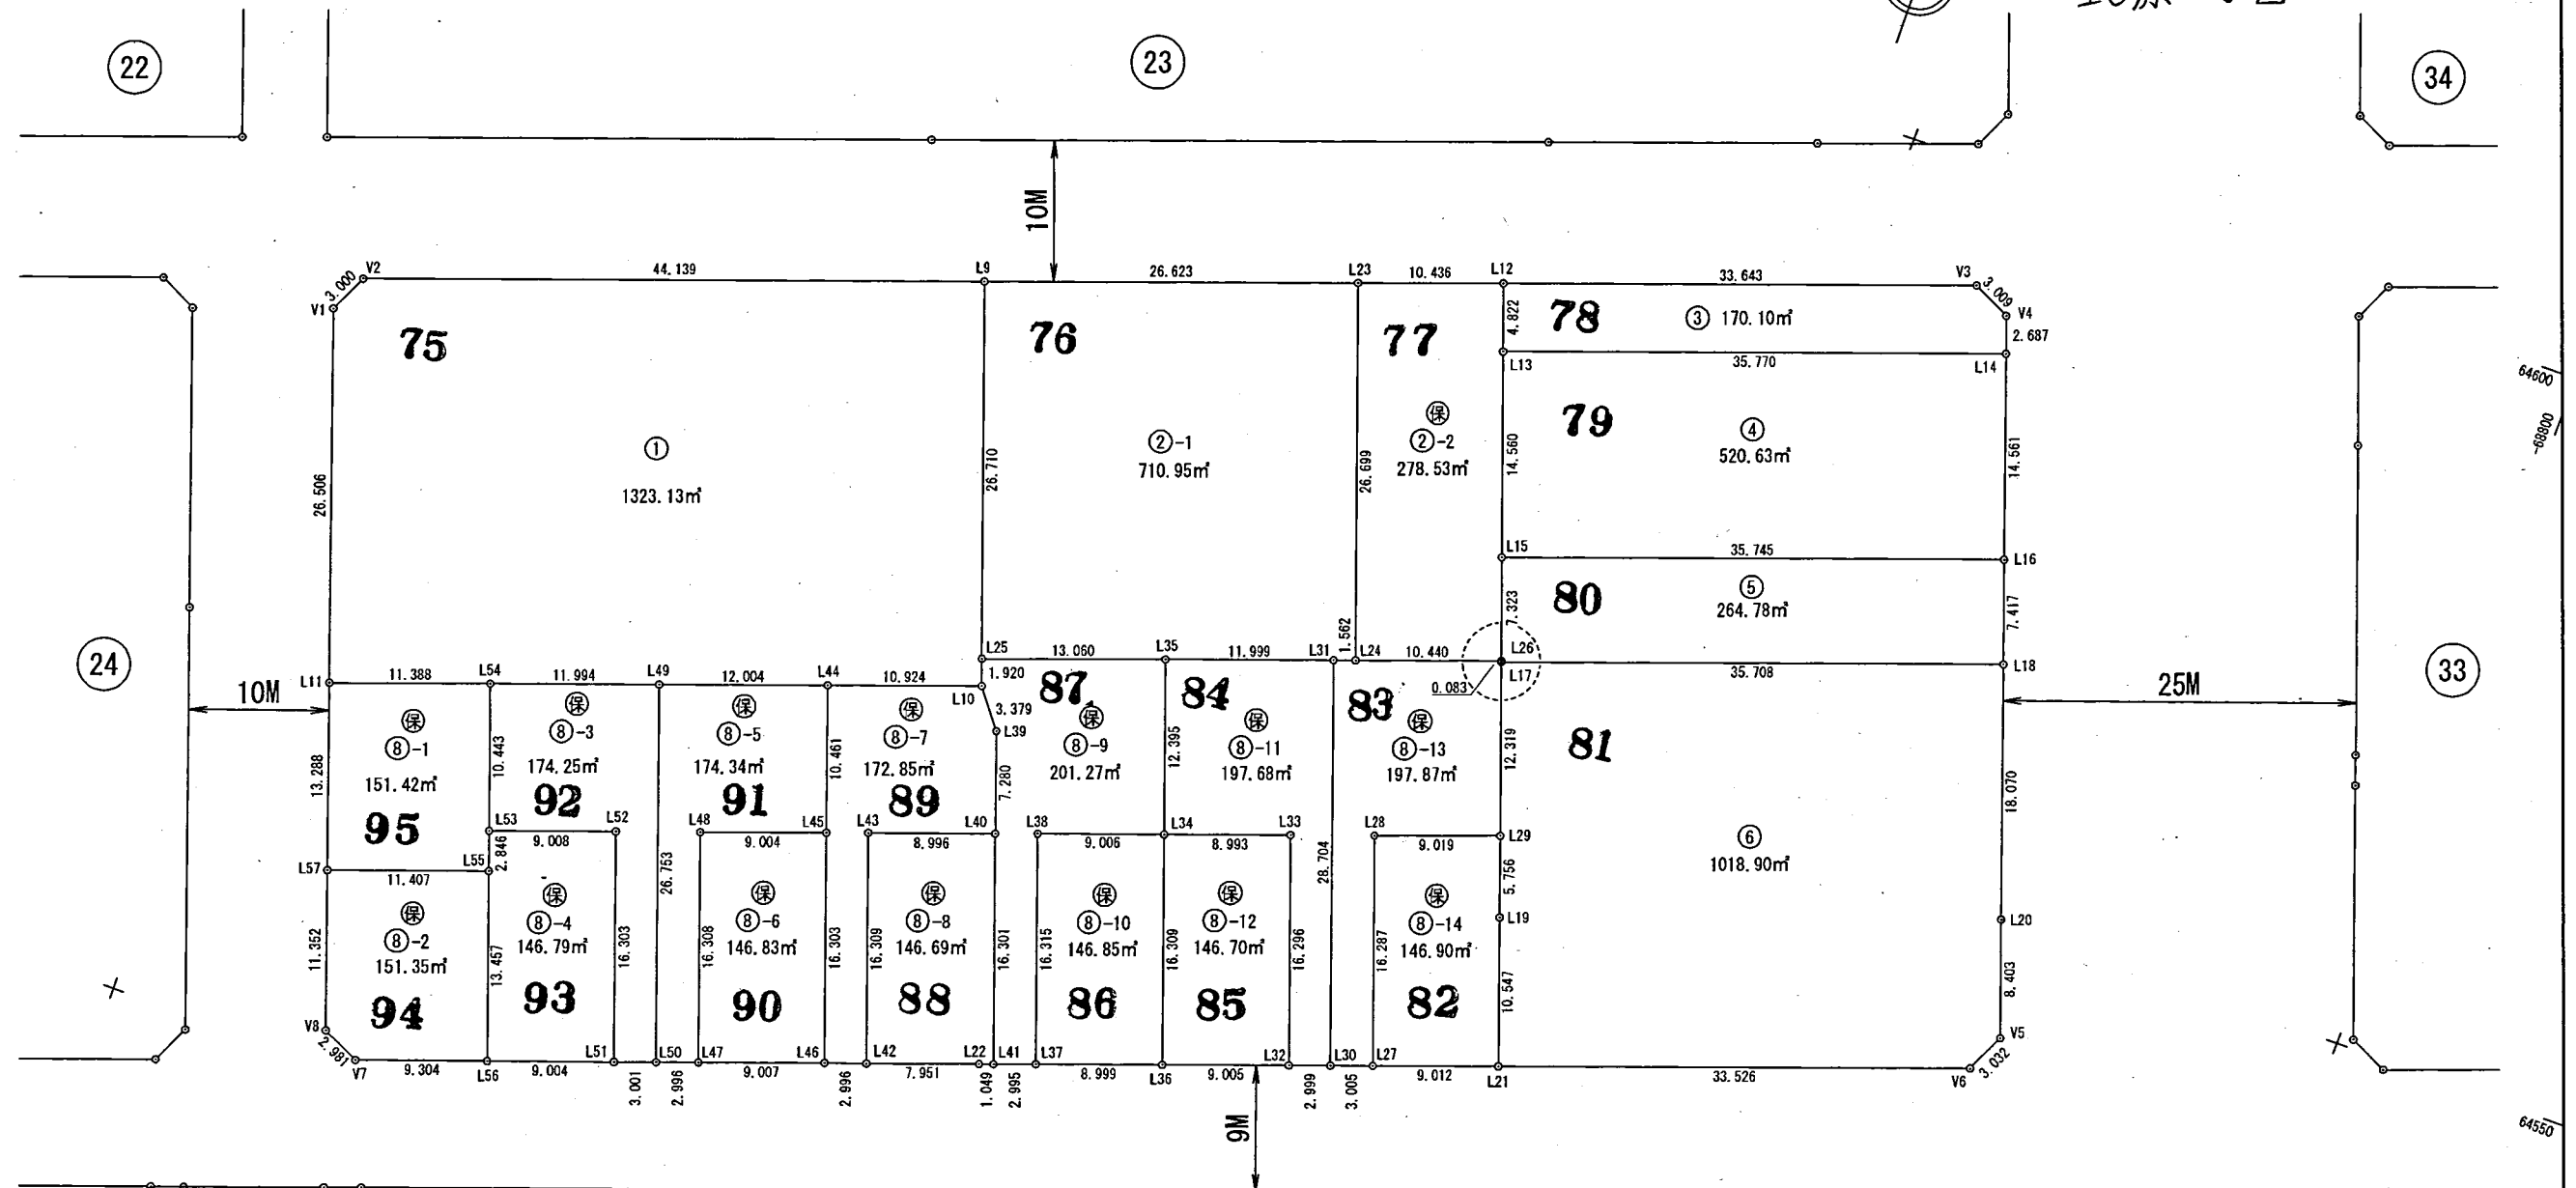 22
23
34
10M
V2
44.139
L9
26.623
L23
10.436
L12
33.643
V3
3.000
3.009
V1
V4
75
76
77
4.822
78
③ 170.10㎡
2.687
L13
35.770
L14
64600
-68800
79
保
①
②-1
②-2
④
1323.13㎡
710.95㎡
278.53㎡
520.63㎡
26.506
26.710
26.699
14.560
14.561
L15
35.745
L16
80
⑤
264.78㎡
7.323
7.417
1.562
24
L25
13.060
L35
11.999
L31
L24
10.440
L26
L18
33
L11
11.388
L54
11.994
L49
12.004
L44
10.924
1.920
L10
L17
35.708
0.083
10M
25M
3.379
L39
87
84
83
81
保
⑧-1
151.42㎡
95
保
⑧-3
174.25㎡
92
保
⑧-5
174.34㎡
91
保
⑧-7
172.85㎡
89
保
⑧-9
201.27㎡
保
⑧-11
197.68㎡
保
⑧-13
197.87㎡
13.288
10.443
10.461
7.280
12.395
12.319
18.070
L53
L52
L48
L45
L43
L40
L38
L34
L33
L28
L29
9.008
9.004
8.996
9.006
8.993
9.019
2.846
26.753
28.704
5.756
L57
L55
11.407
⑥
1018.90㎡
保
⑧-2
151.35㎡
94
保
⑧-4
146.79㎡
93
保
⑧-6
146.83㎡
90
保
⑧-8
146.69㎡
88
保
⑧-10
146.85㎡
86
保
⑧-12
146.70㎡
85
保
⑧-14
146.90㎡
82
11.352
13.457
16.303
16.308
16.303
16.309
16.301
16.315
16.309
16.296
16.287
L19
10.547
L20
8.403
V8
V5
2.981
3.032
V7
9.304
L56
9.004
L51
L50
L47
9.007
L46
L42
7.951
L22
L41
L37
8.999
L36
9.005
L32
L30
L27
9.012
L21
33.526
V6
3.001
2.996
2.996
1.049
2.995
2.999
3.005
9M
64550